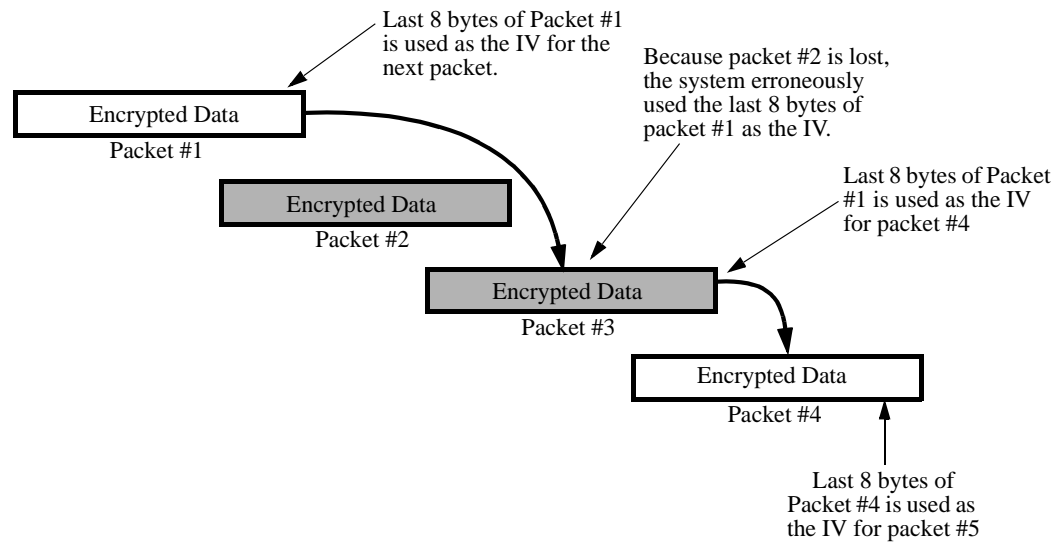 Last 8 bytes of Packet #1
is used as the IV for the
next packet.
Because packet #2 is lost,
the system erroneously
used the last 8 bytes of
packet #1 as the IV.
Encrypted Data
Packet #1
Last 8 bytes of Packet
#1 is used as the IV
for packet #4
Encrypted Data
Packet #2
Encrypted Data
Packet #3
Encrypted Data
Packet #4
Last 8 bytes of
Packet #4 is used as
the IV for packet #5